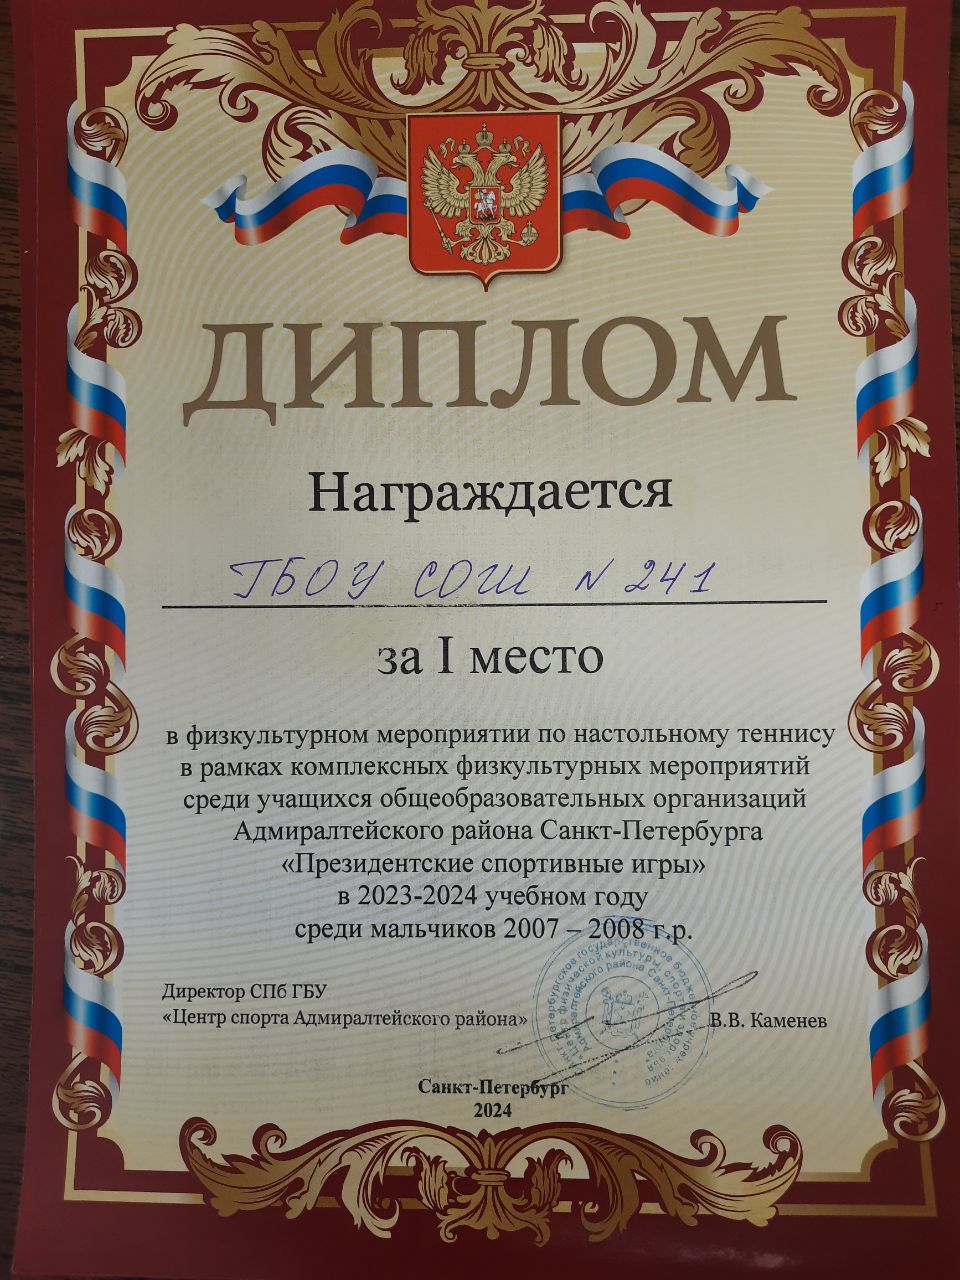 ДИПЛОМ
Награждается
ГБОУ СОШ N 241
за I место
в физкультурном мероприятии по настольному теннису
в рамках комплексных физкультурных мероприятий
среди учащихся общеобразовательных организаций
Адмиралтейского района Санкт-Петербурга
«Президентские спортивные игры»
в 2023-2024 учебном году
среди мальчиков 2007 – 2008 г.р.
Директор СПб ГБУ
«Центр спорта Адмиралтейского района»
В.В. Каменев
Санкт-Петербург
2024